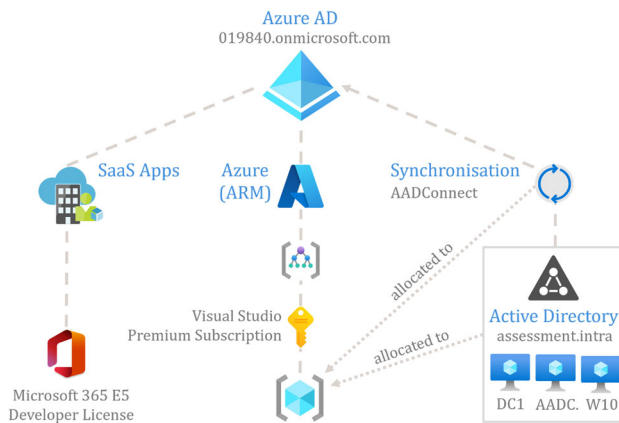 Azure AD
019840.onmicrosoft.com
SaaS Apps
Azure
(ARM)
Synchronisation
AADConnect
allocated to
Visual Studio
Premium Subscription
allocated to
Active Directory
assessment.intra
Microsoft 365 E5
Developer License
DC1 AADC. W10